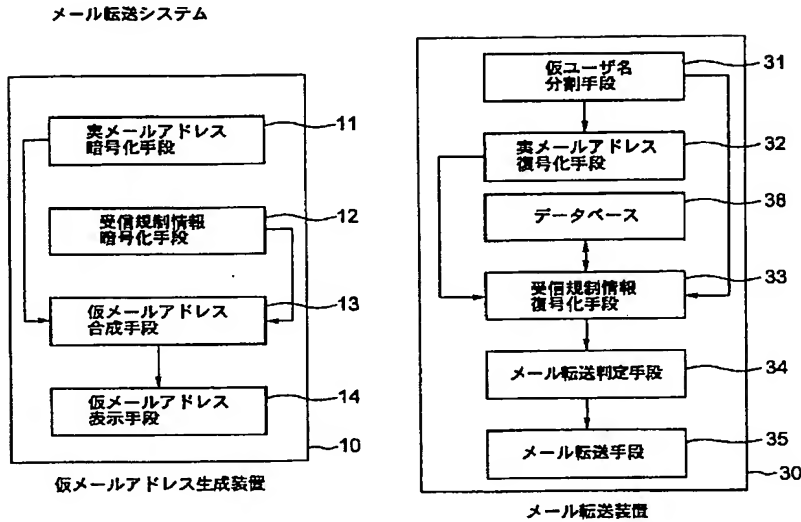 メール転送システム
実メールアドレス
暗号化手段
11
受信規制情報
暗号化手段
12
仮メールアドレス
合成手段
13
仮メールアドレス
表示手段
14
10
仮メールアドレス生成装置
仮ユーザ名
分割手段
31
実メールアドレス
復号化手段
32
データベース
38
受信規制情報
復号化手段
33
メール転送判定手段
34
メール転送手段
35
30
メール転送装置